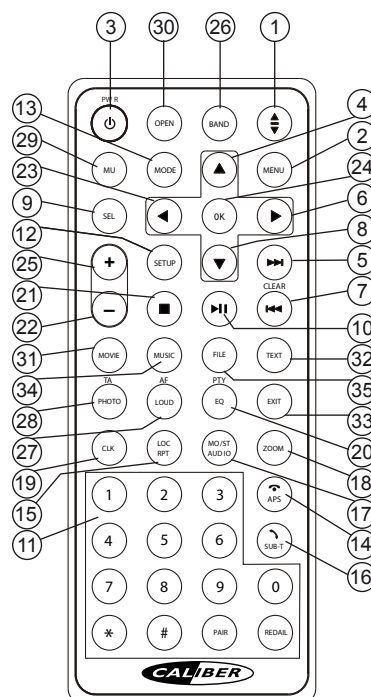 3 30 26 1
PWR
13 OPEN BAND 4
29 MU MODE MENU 2
23 24
9 SEL OK 6
12 8
25 + SETUP 5
21 CLEAR 7
22 − 10
31 MOVIE MUSIC FILE TEXT 32
34 TA AF PTY 35
28 PHOTO LOUD EQ EXIT 33
27 20
19 CLK LOC RPT MO/ST AUDIO ZOOM 18
15 17
11 1 2 3 APS 14
4 5 6 SUB-T 16
7 8 9 0
* # PAIR REDAIL
CALIBER